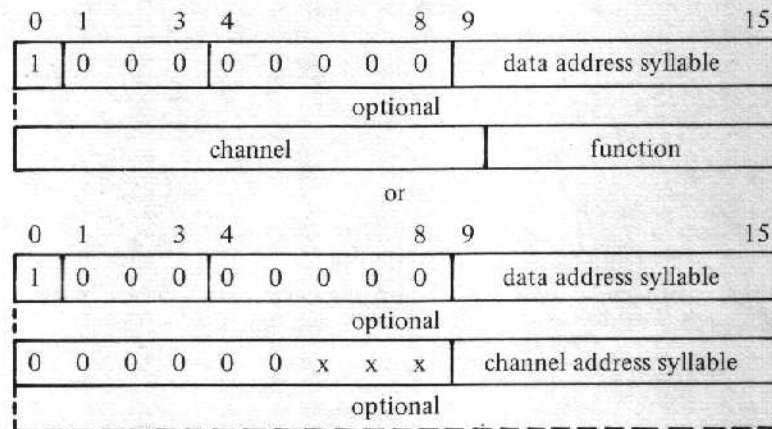 0 1 3 4 8 9 15
1 0 0 0 0 0 0 0 0 data address syllable
optional
channel function
or
0 1 3 4 8 9 15
1 0 0 0 0 0 0 0 0 data address syllable
optional
0 0 0 0 0 0 x x x channel address syllable
optional